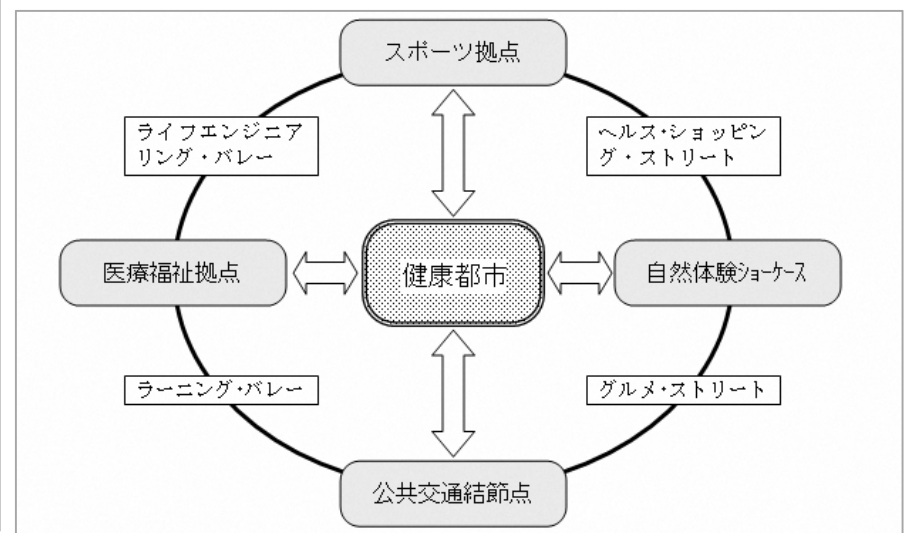 スポーツ拠点
ライフエンジニア
リング・バレー
ヘルス・ショッピン
グ・ストリート
医療福祉拠点
健康都市
自然体験ショーケース
ラーニング・バレー
グルメ・ストリート
公共交通結節点